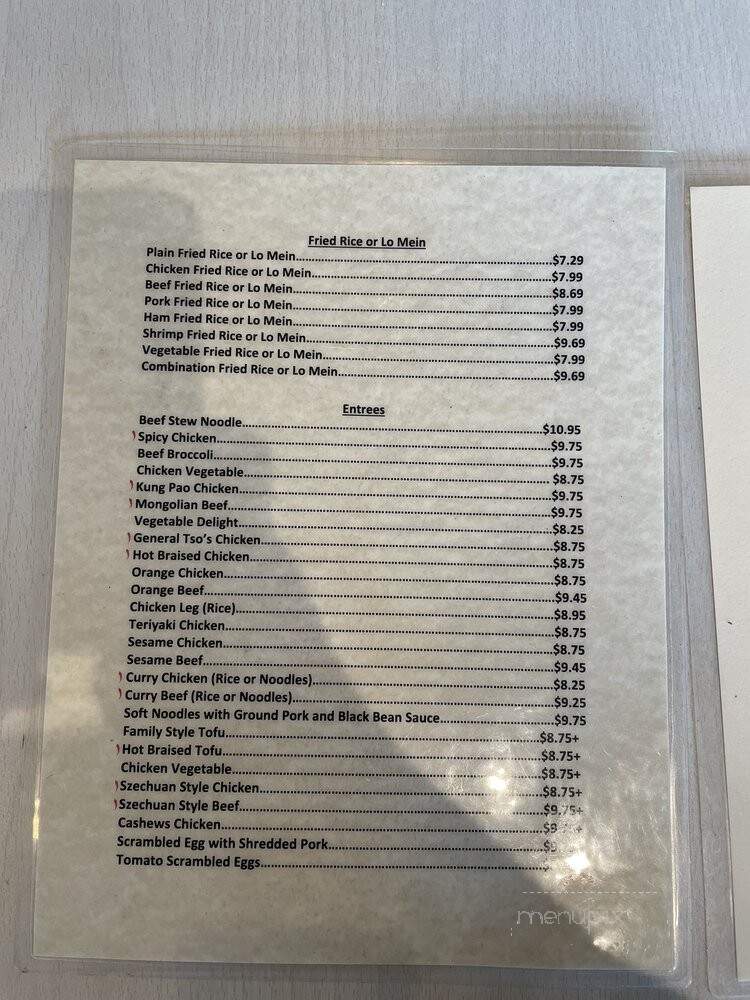 Fried Rice or Lo Mein
Plain Fried Rice or Lo Mein.....$7.29
Chicken Fried Rice or Lo Mein.....$7.99
Beef Fried Rice or Lo Mein.....$8.69
Pork Fried Rice or Lo Mein.....$7.99
Ham Fried Rice or Lo Mein.....$7.99
Shrimp Fried Rice or Lo Mein.....$9.69
Vegetable Fried Rice or Lo Mein.....$7.99
Combination Fried Rice or Lo Mein.....$9.69
Entrees
Beef Stew Noodle.....$10.95
Spicy Chicken.....$9.75
Beef Broccoli.....$9.75
Chicken Vegetable.....$8.75
Kung Pao Chicken.....$9.75
Mongolian Beef.....$9.75
Vegetable Delight.....$8.25
General Tso's Chicken.....$8.75
Hot Braised Chicken.....$8.75
Orange Chicken.....$8.75
Orange Beef.....$9.45
Chicken Leg (Rice).....$8.95
Teriyaki Chicken.....$8.75
Sesame Chicken.....$8.75
Sesame Beef.....$9.45
Curry Chicken (Rice or Noodles).....$8.25
Curry Beef (Rice or Noodles).....$9.25
Soft Noodles with Ground Pork and Black Bean Sauce.....$9.75
Family Style Tofu.....$8.75+
Hot Braised Tofu.....$8.75+
Chicken Vegetable.....$8.75+
Szechuan Style Chicken.....$8.75+
Szechuan Style Beef.....$9.75+
Cashews Chicken.....
Scrambled Egg with Shredded Pork.....
Tomato Scrambled Eggs.....
menupix